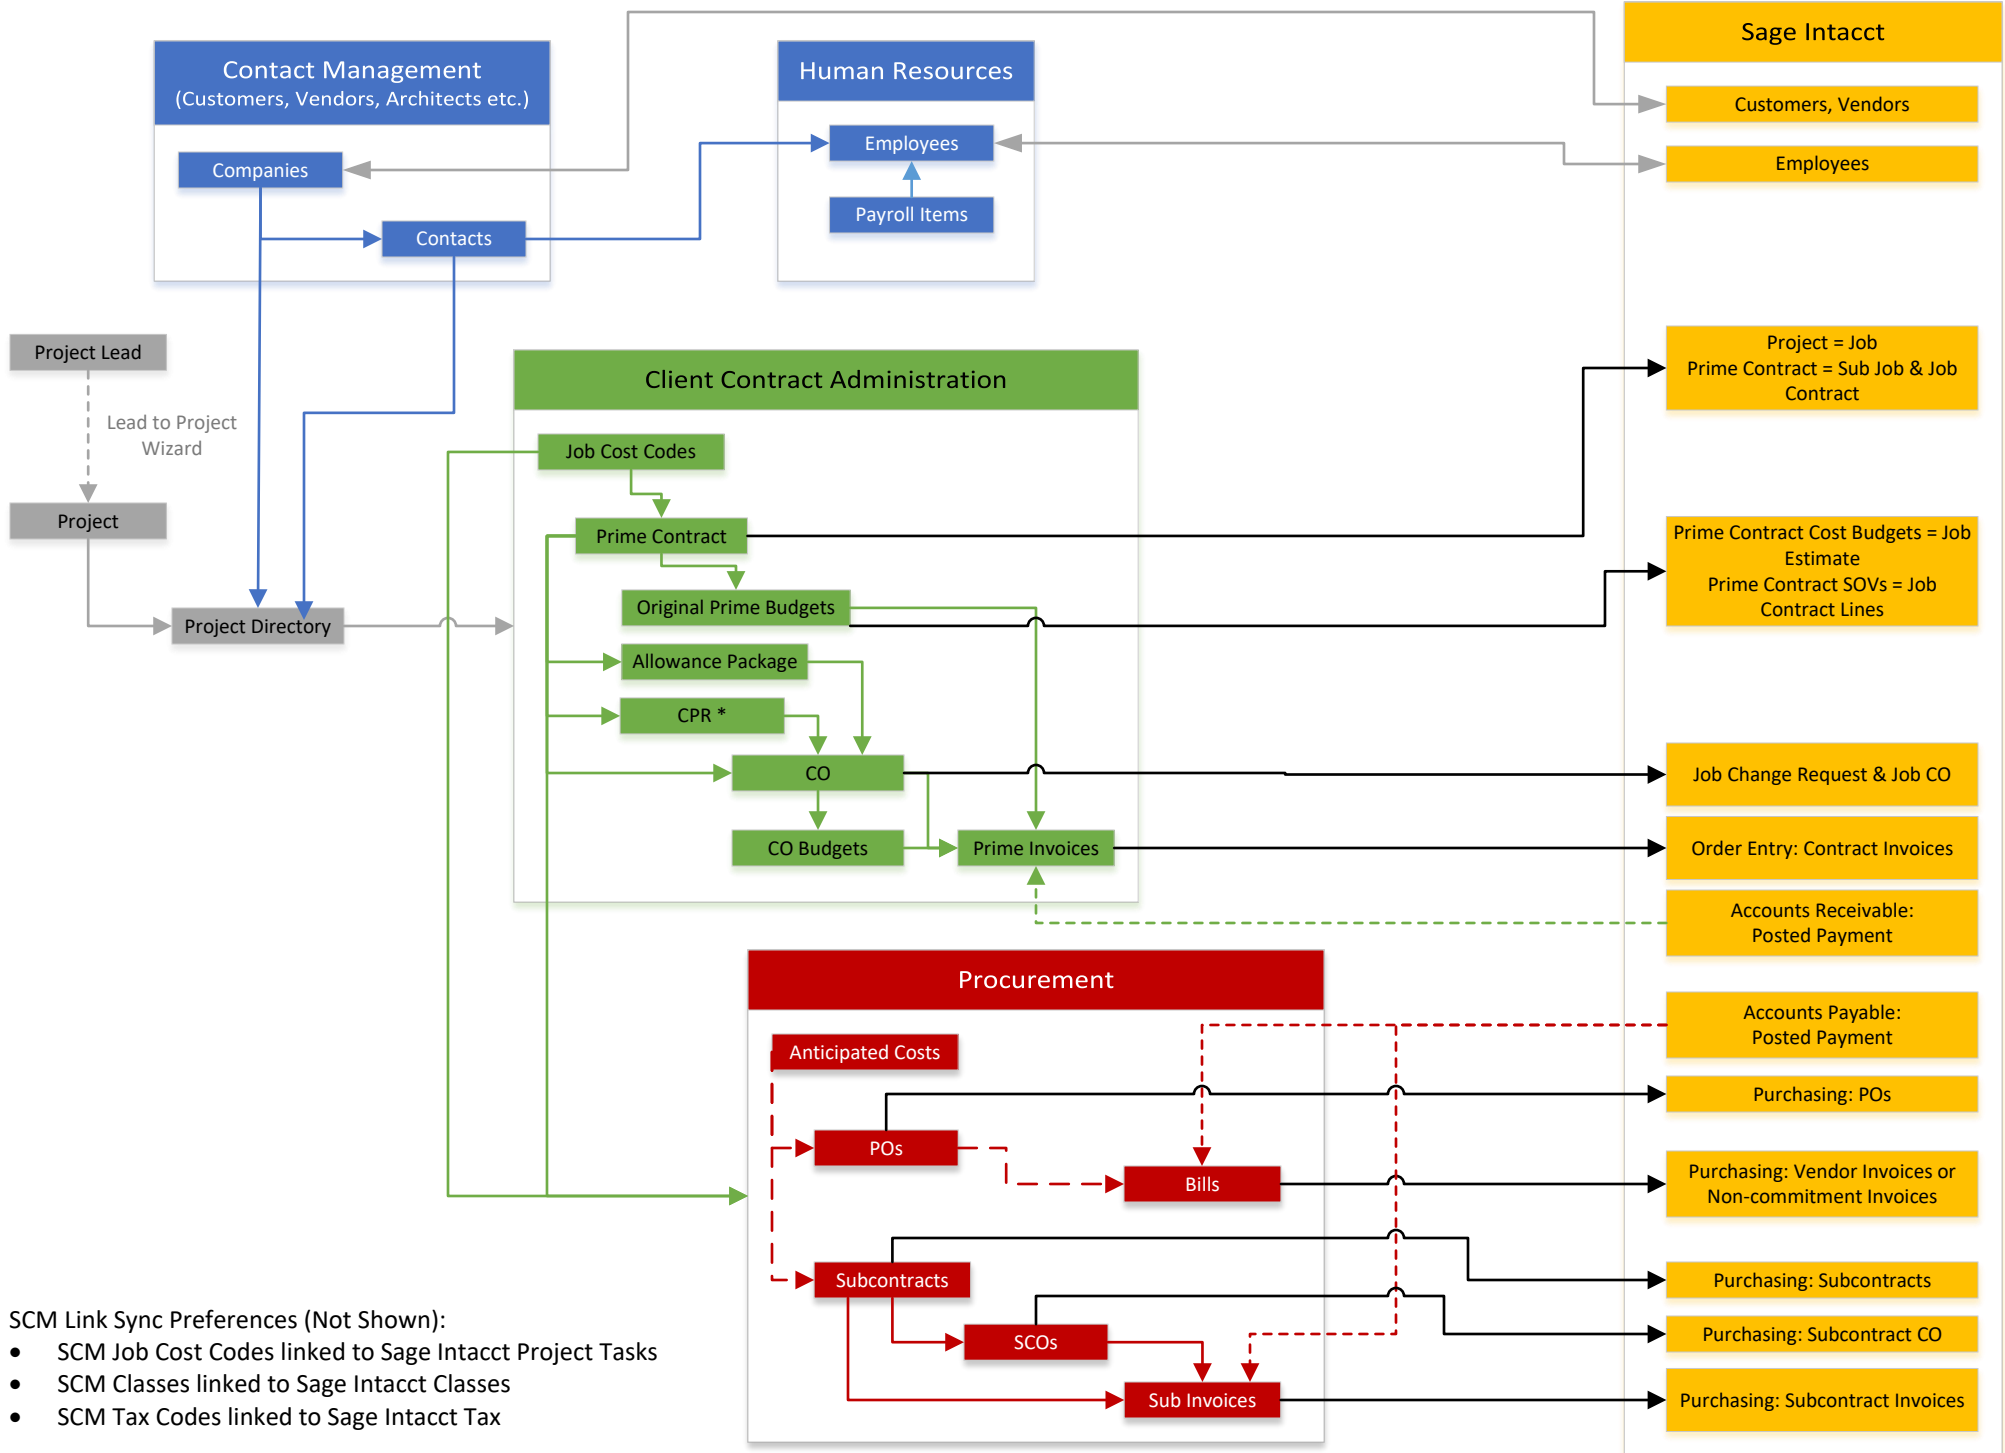 Sage Intacct
Contact Management
(Customers, Vendors, Architects etc.)
Human Resources
Customers, Vendors
Employees
Employees
Companies
Payroll Items
Contacts
Project Lead
Lead to Project
Wizard
Project
Project Directory
Client Contract Administration
Project = Job
Prime Contract = Sub Job & Job
Contract
Job Cost Codes
Prime Contract
Prime Contract Cost Budgets = Job
Estimate
Prime Contract SOVs = Job
Contract Lines
Original Prime Budgets
Allowance Package
CPR *
CO
Job Change Request & Job CO
CO Budgets
Prime Invoices
Order Entry: Contract Invoices
Accounts Receivable:
Posted Payment
Procurement
Accounts Payable:
Posted Payment
Anticipated Costs
Purchasing: POs
POs
Bills
Purchasing: Vendor Invoices or
Non-commitment Invoices
Subcontracts
Purchasing: Subcontracts
SCOs
Purchasing: Subcontract CO
Sub Invoices
Purchasing: Subcontract Invoices
SCM Link Sync Preferences (Not Shown):
• SCM Job Cost Codes linked to Sage Intacct Project Tasks
• SCM Classes linked to Sage Intacct Classes
• SCM Tax Codes linked to Sage Intacct Tax